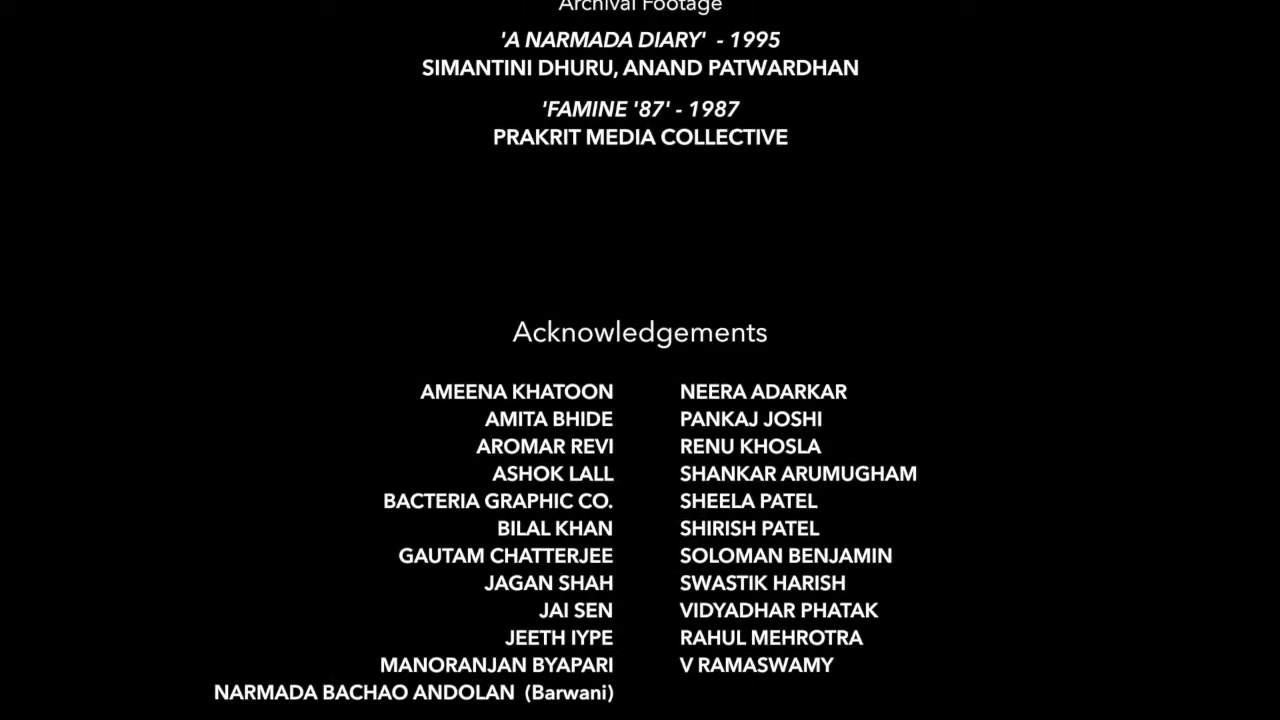 Archival Footage
'A NARMADA DIARY' - 1995
SIMANTINI DHURU, ANAND PATWARDHAN
'FAMINE '87' - 1987
PRAKRIT MEDIA COLLECTIVE
Acknowledgements
AMEENA KHATOON
AMITA BHIDE
AROMAR REVI
ASHOK LALL
BACTERIA GRAPHIC CO.
BILAL KHAN
GAUTAM CHATTERJEE
JAGAN SHAH
JAI SEN
JEETH IYPE
MANORANJAN BYAPARI
NARMADA BACHAO ANDOLAN (Barwani)
NEERA ADARKAR
PANKAJ JOSHI
RENU KHOSLA
SHANKAR ARUMUGHAM
SHEELA PATEL
SHIRISH PATEL
SOLOMAN BENJAMIN
SWASTIK HARISH
VIDYADHAR PHATAK
RAHUL MEHROTRA
V RAMASWAMY